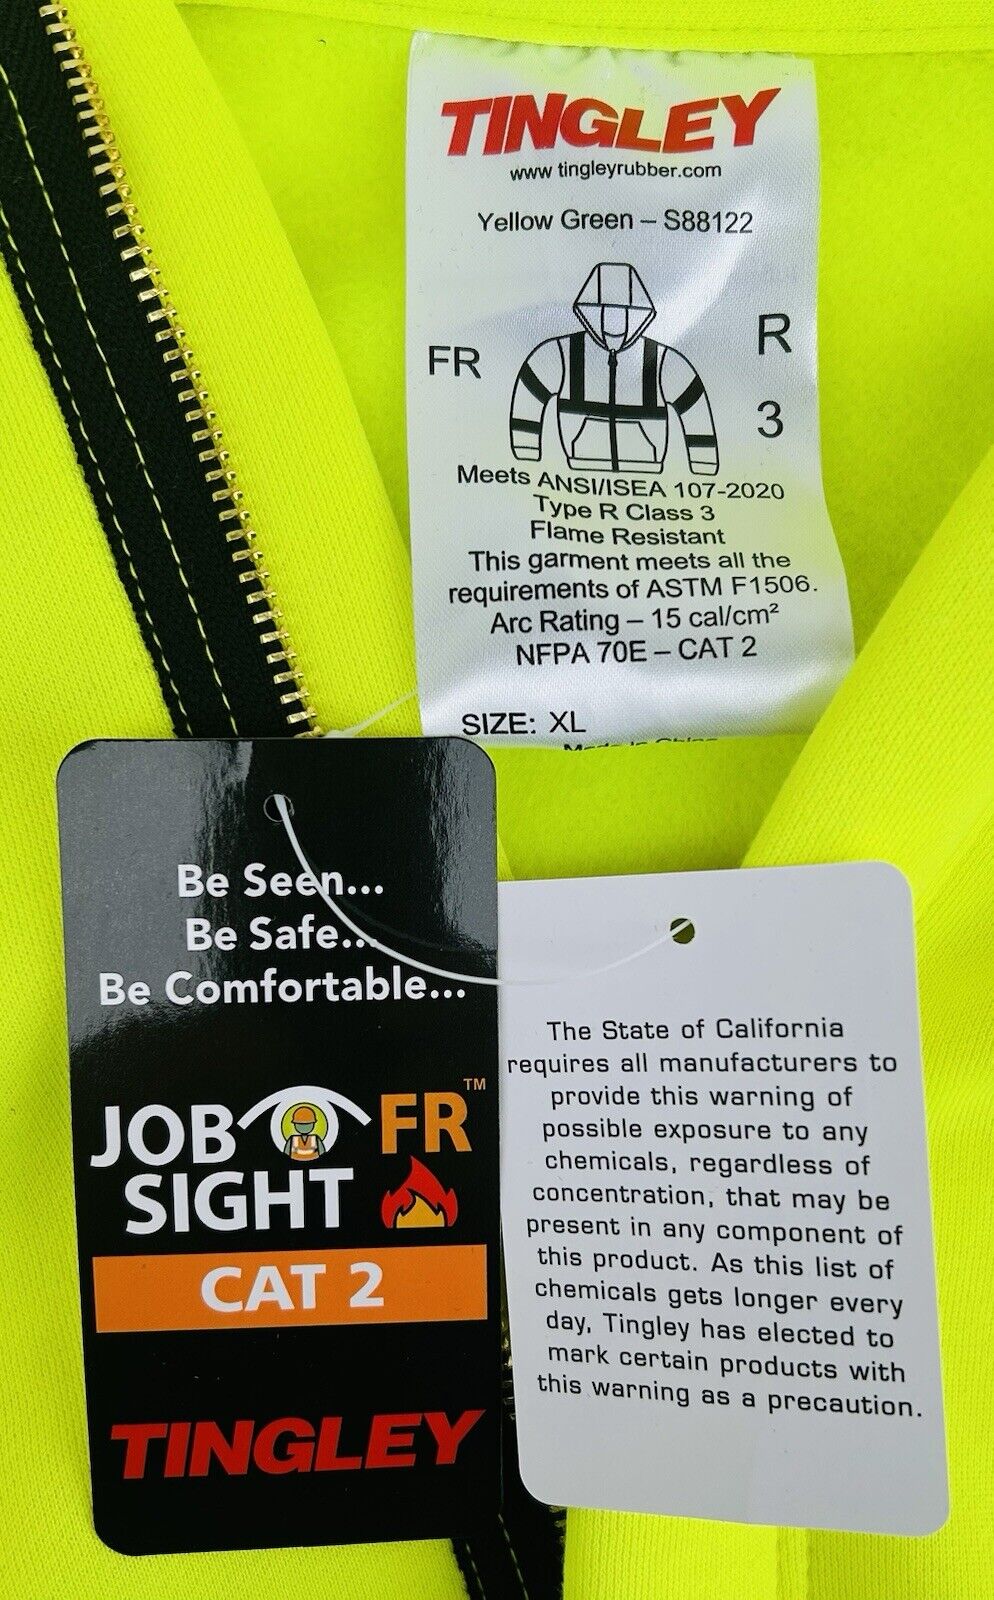 TINGLEY
www.tingleyrubber.com
Yellow Green – S88122
FR
R
3
Meets ANSI/ISEA 107-2020
Type R Class 3
Flame Resistant
This garment meets all the
requirements of ASTM F1506.
Arc Rating – 15 cal/cm²
NFPA 70E – CAT 2
SIZE: XL
Made in China
Be Seen...
Be Safe...
Be Comfortable...
JOB FR™
SIGHT
CAT 2
TINGLEY
The State of California
requires all manufacturers to
provide this warning of
possible exposure to any
chemicals, regardless of
concentration, that may be
present in any component of
this product. As this list of
chemicals gets longer every
day, Tingley has elected to
mark certain products with
this warning as a precaution.